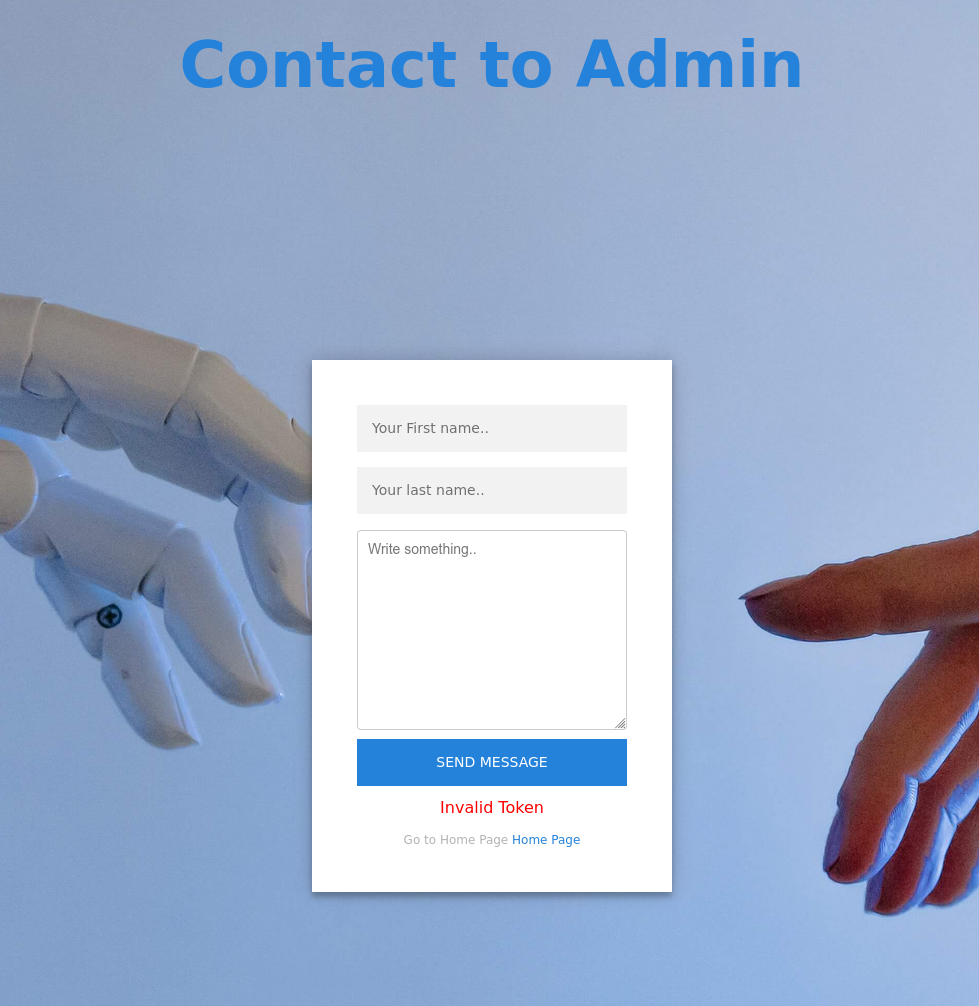 Contact to Admin
Your First name..
Your last name..
Write something..
SEND MESSAGE
Invalid Token
Go to Home Page Home Page